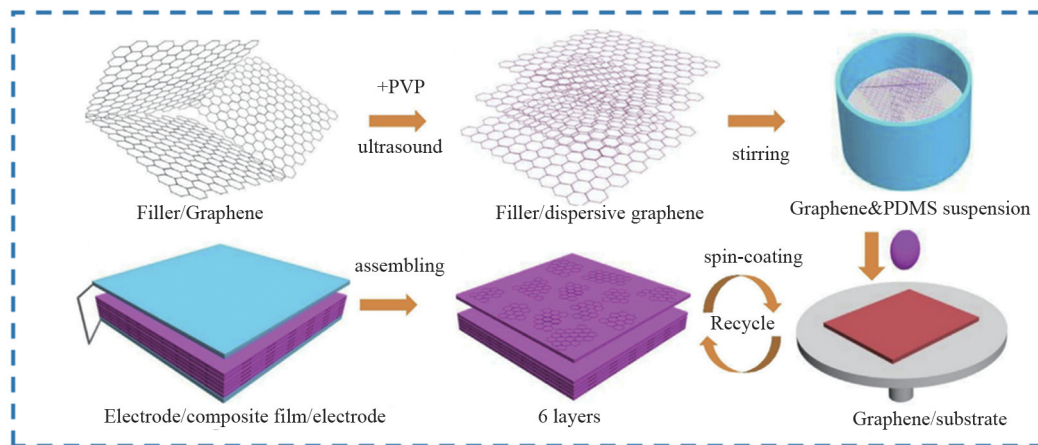 +PVP
ultrasound
stirring
Filler/Graphene
Filler/dispersive graphene
Graphene&PDMS suspension
assembling
spin-coating
Recycle
Electrode/composite film/electrode
6 layers
Graphene/substrate